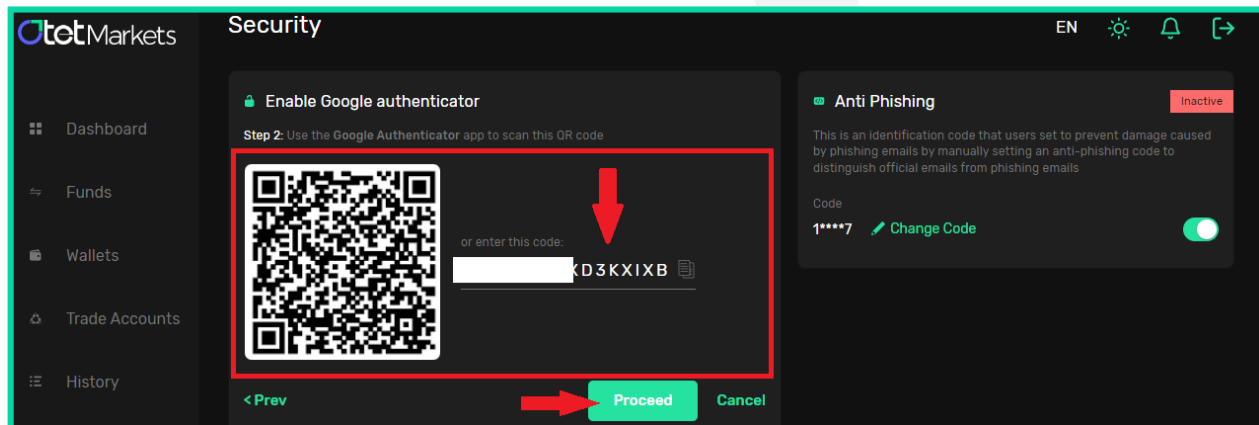 OtetMarkets
Security
EN
Dashboard
Funds
Wallets
Trade Accounts
History
Enable Google authenticator
Step 2: Use the Google Authenticator app to scan this QR code
or enter this code:
XD3KXIXB
< Prev
Proceed
Cancel
Anti Phishing
Inactive
This is an identification code that users set to prevent damage caused
by phishing emails by manually setting an anti-phishing code to
distinguish official emails from phishing emails
Code
1****7
Change Code